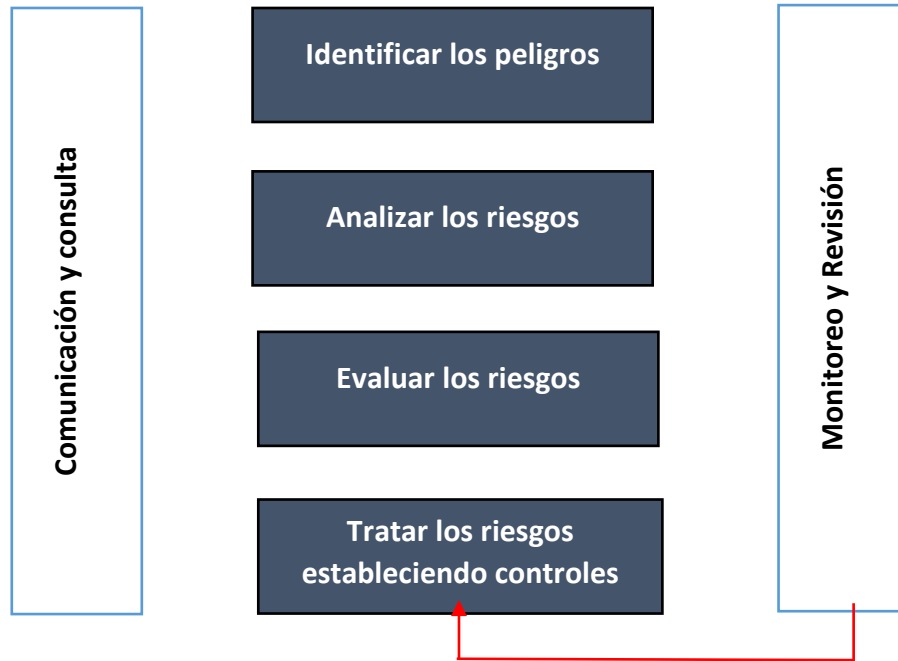 Comunicación y consulta
Identificar los peligros
Analizar los riesgos
Evaluar los riesgos
Tratar los riesgos
estableciendo controles
Monitoreo y Revisión